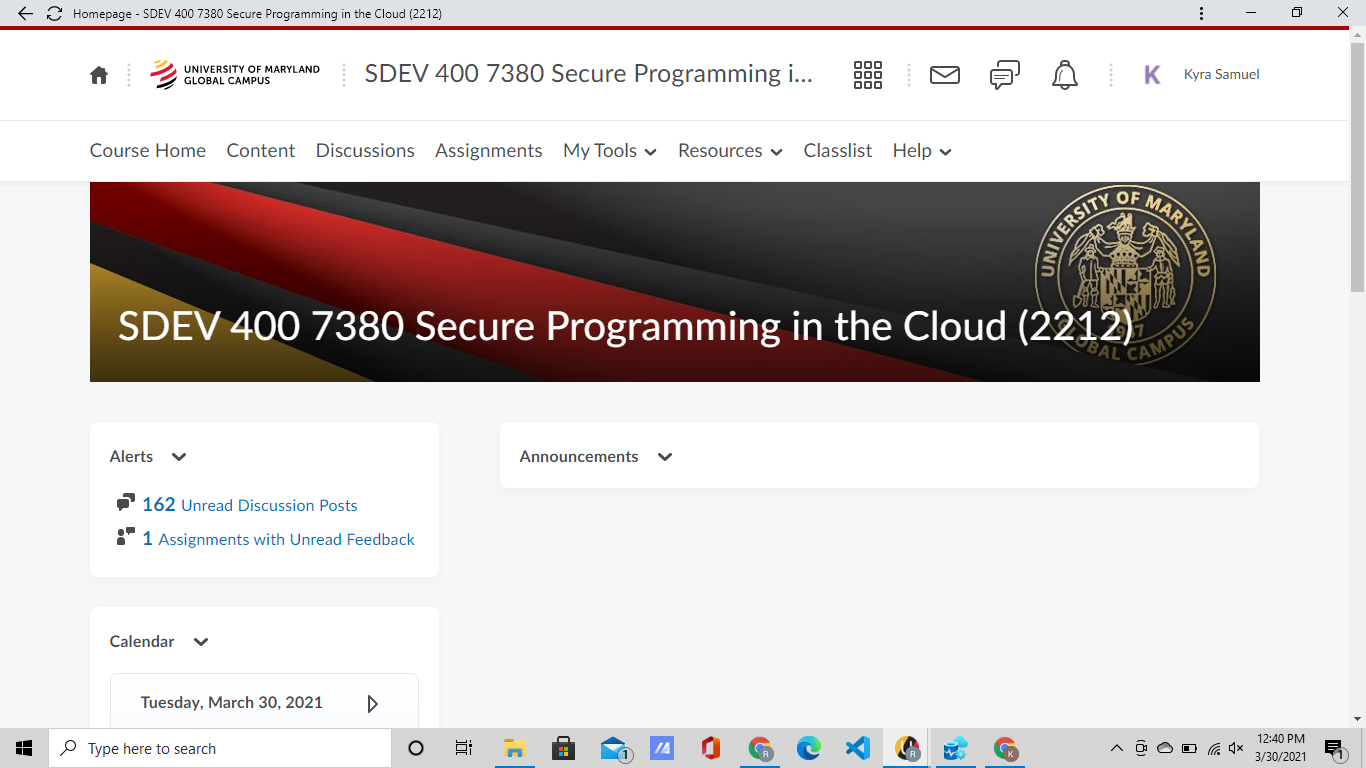 Homepage - SDEV 400 7380 Secure Programming in the Cloud (2212)
UNIVERSITY OF MARYLAND
GLOBAL CAMPUS
SDEV 400 7380 Secure Programming i...
K
Kyra Samuel
Course Home
Content
Discussions
Assignments
My Tools
Resources
Classlist
Help
UNIVERSITY OF MARYLAND
GLOBAL CAMPUS
SDEV 400 7380 Secure Programming in the Cloud (2212)
Alerts
162 Unread Discussion Posts
1 Assignments with Unread Feedback
Announcements
Calendar
Tuesday, March 30, 2021
Type here to search
1
R
R
K
12:40 PM
3/30/2021
1